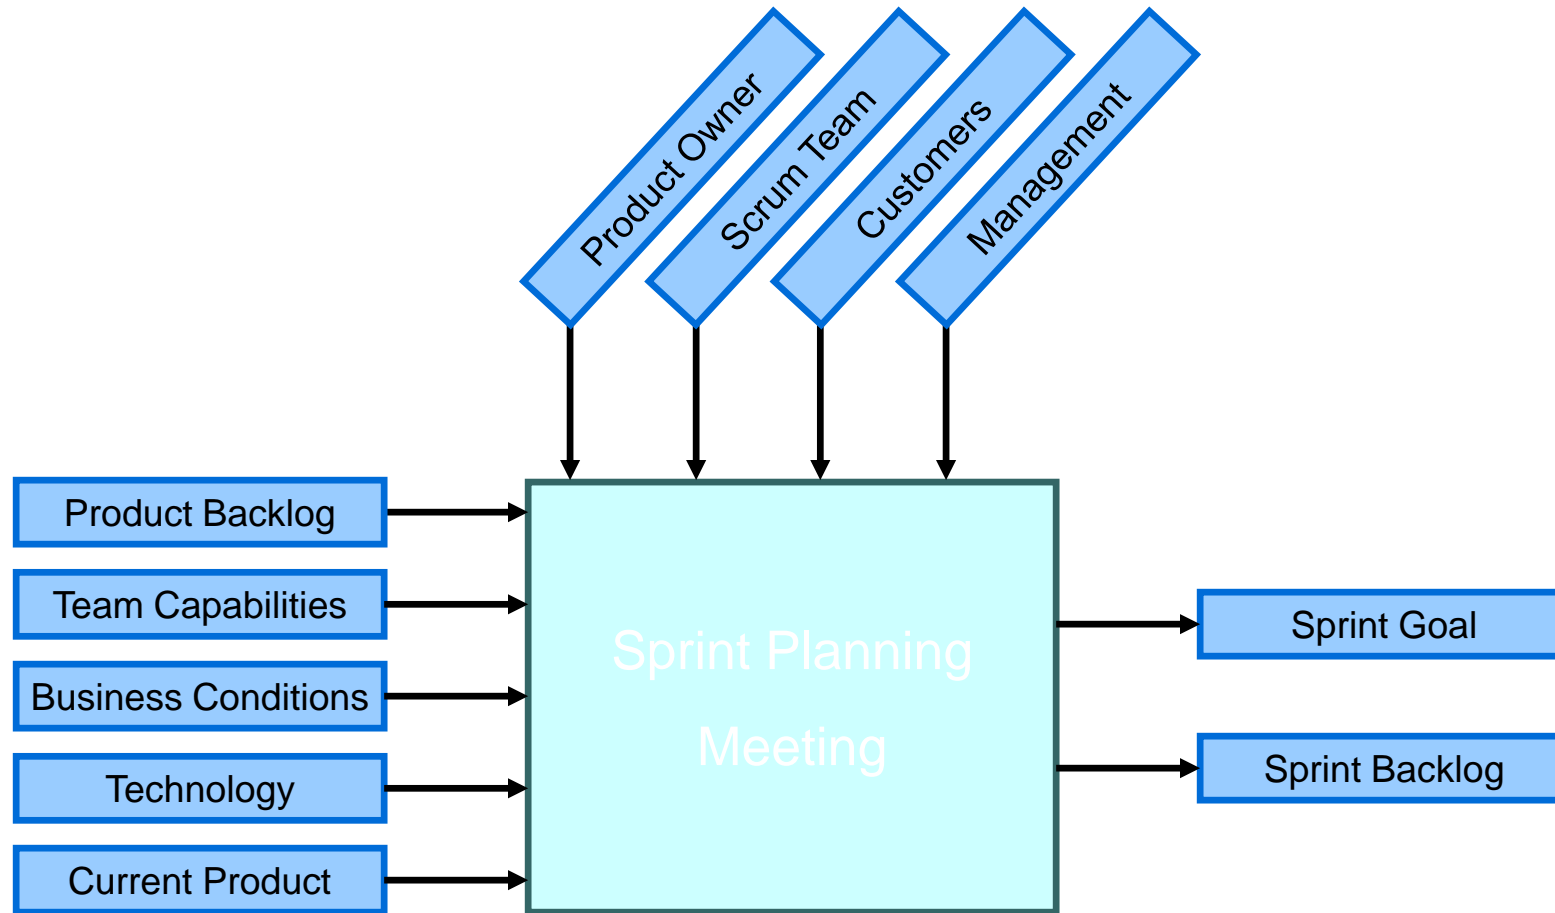 Product Owner
Scrum Team
Customers
Management
Product Backlog
Team Capabilities
Business Conditions
Technology
Current Product
Sprint Planning
Meeting
Sprint Goal
Sprint Backlog